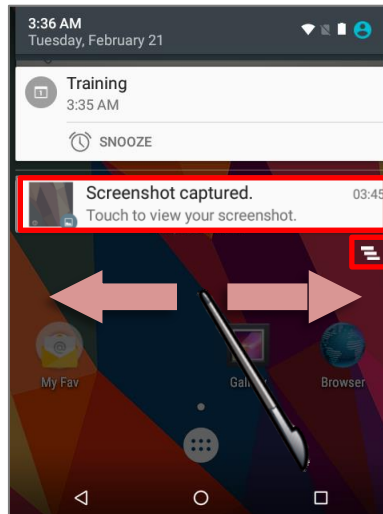 3:36 AM
Tuesday, February 21
Training
3:35 AM
SNOOZE
Screenshot captured.
03:45
Touch to view your screenshot.
My Fav
Browser